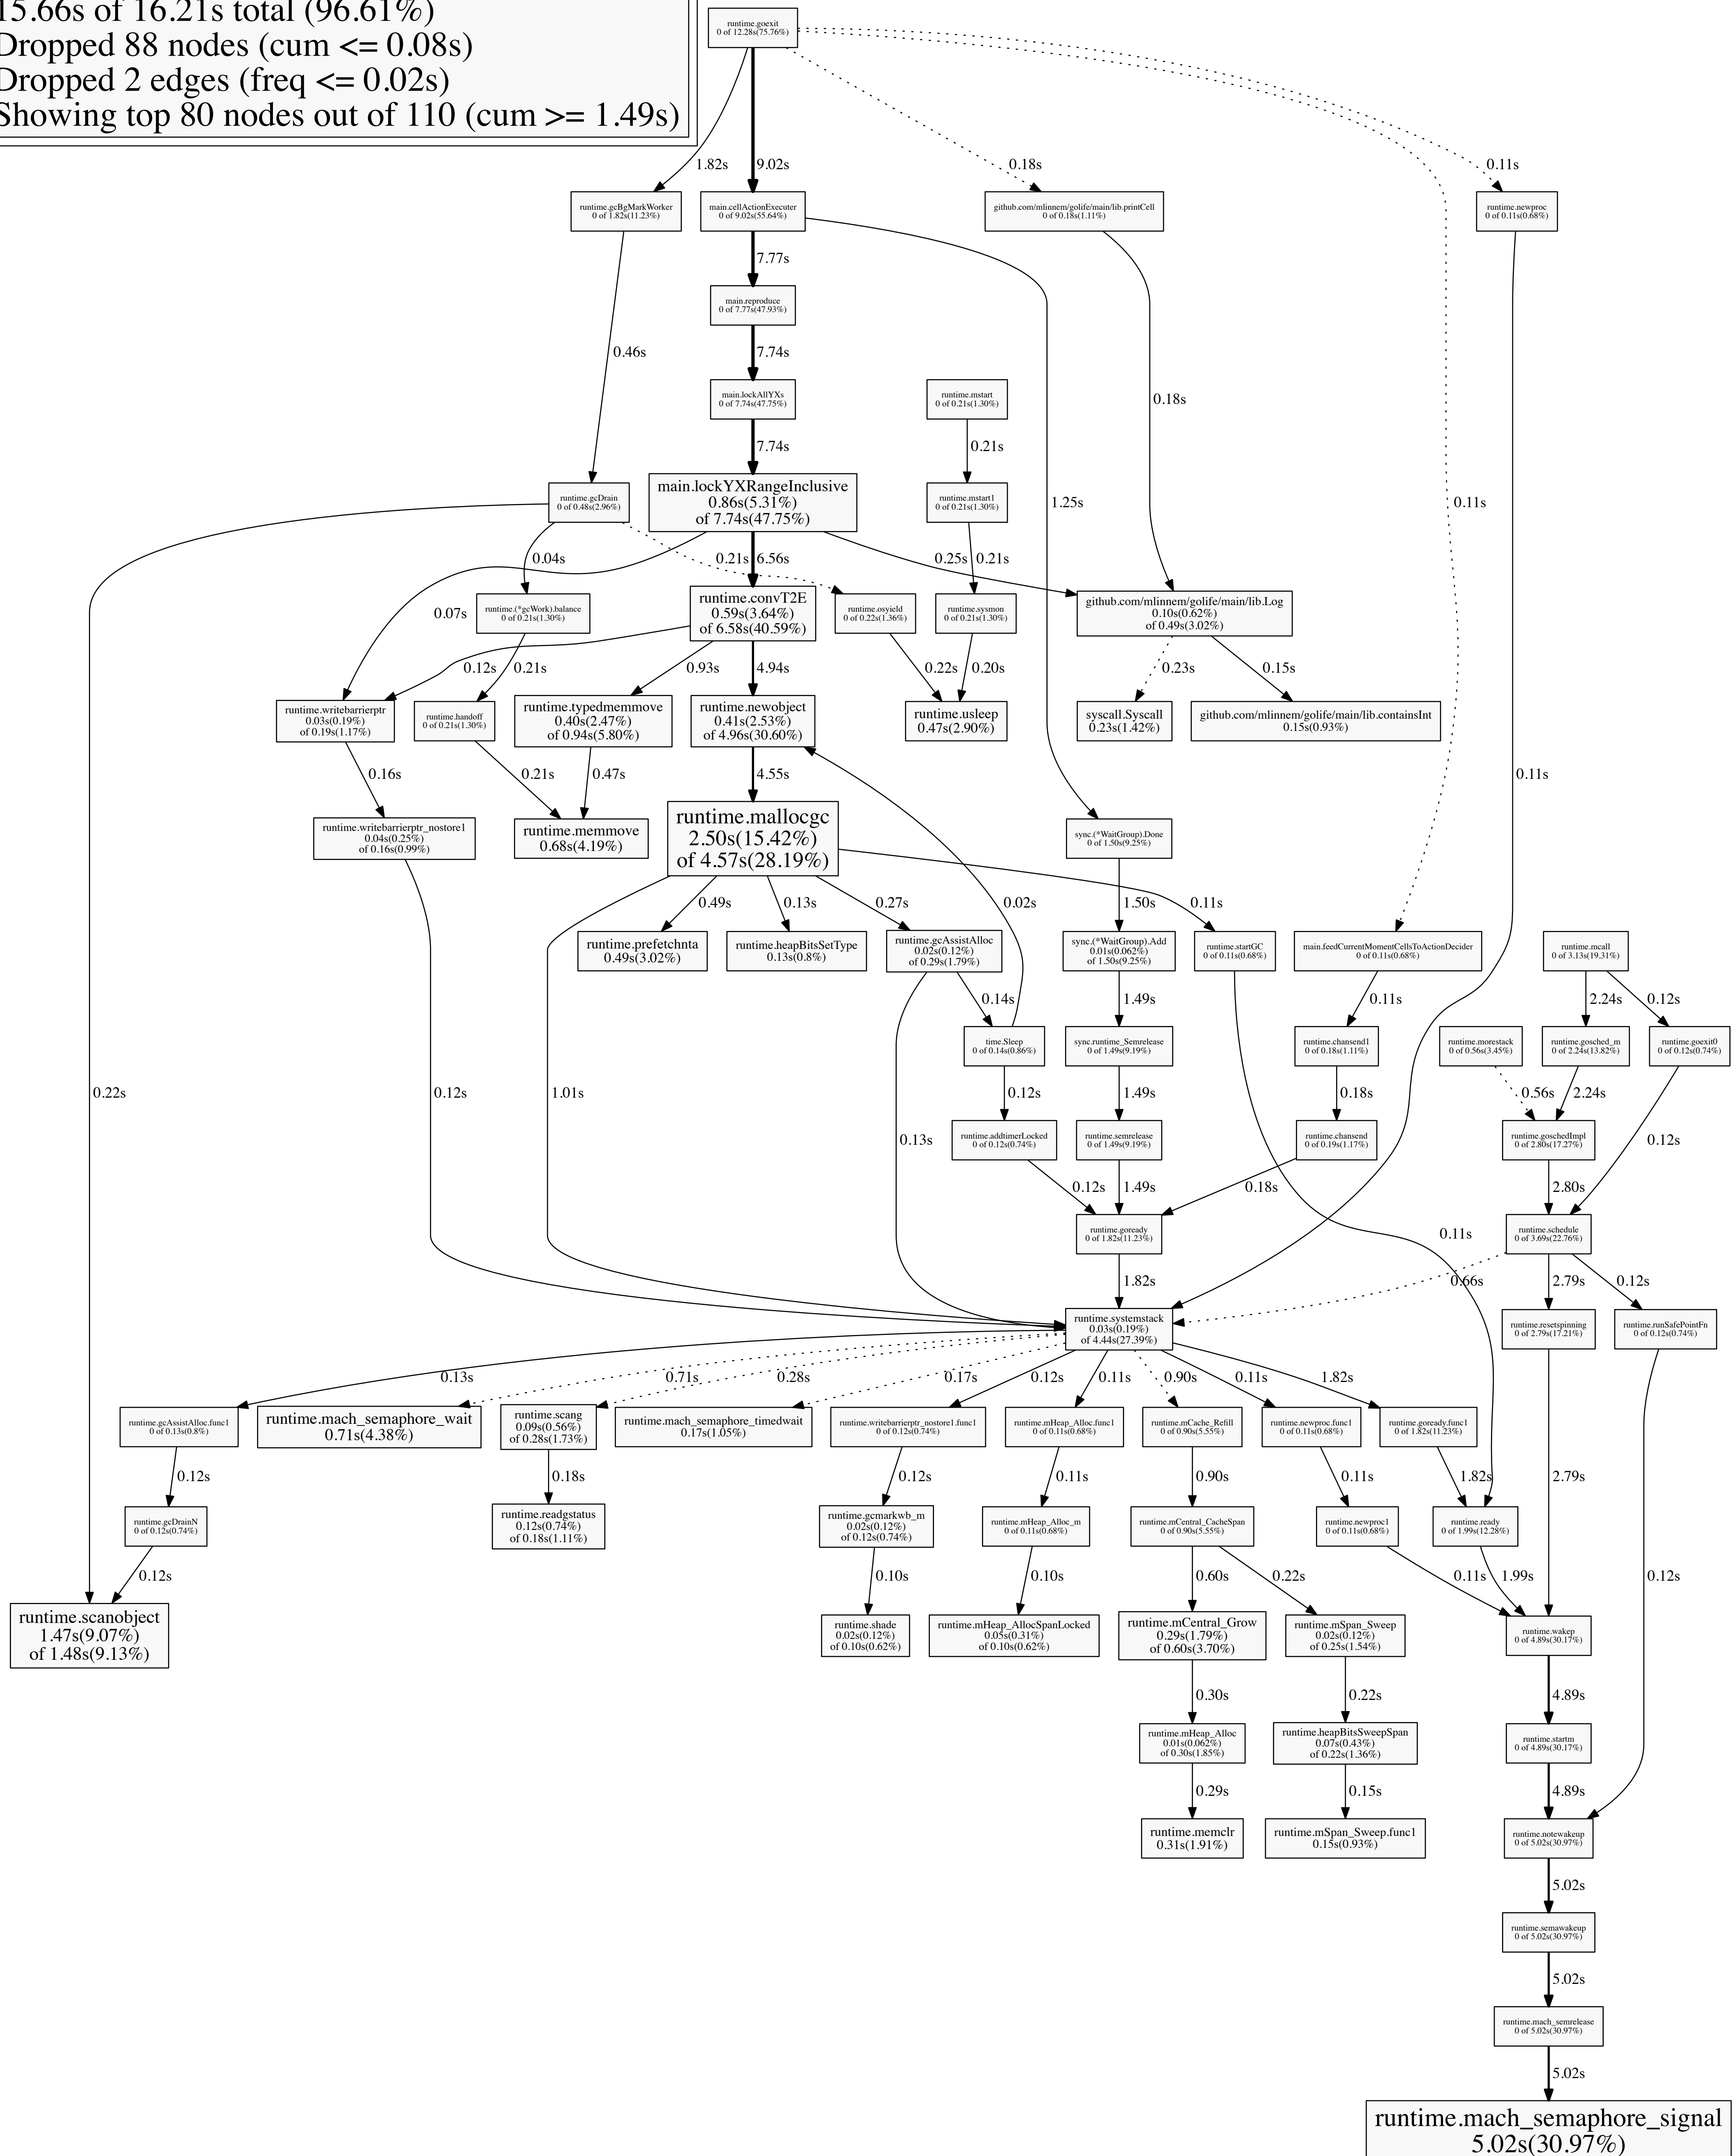 15.66s of 16.21s total (96.61%)
Dropped 88 nodes (cum <= 0.08s)
Dropped 2 edges (freq <= 0.02s)
Showing top 80 nodes out of 110 (cum >= 1.49s)
runtime.goexit
0 of 12.28s(75.76%)
1.82s
9.02s
0.18s
0.11s
runtime.gcBgMarkWorker
0 of 1.82s(11.23%)
main.cellActionExecuter
0 of 9.02s(55.64%)
github.com/mlinnem/golife/main/lib.printCell
0 of 0.18s(1.11%)
runtime.newproc
0 of 0.11s(0.68%)
7.77s
main.reproduce
0 of 7.77s(47.93%)
0.46s
7.74s
main.lockAllYXs
0 of 7.74s(47.75%)
runtime.mstart
0 of 0.21s(1.30%)
0.18s
7.74s
0.21s
runtime.gcDrain
0 of 0.48s(2.96%)
main.lockYXRangeInclusive
0.86s(5.31%)
of 7.74s(47.75%)
runtime.mstart1
0 of 0.21s(1.30%)
1.25s
0.11s
0.04s
0.21s
6.56s
0.25s
0.21s
0.07s
runtime.(*gcWork).balance
0 of 0.21s(1.30%)
runtime.convT2E
0.59s(3.64%)
of 6.58s(40.59%)
runtime.osyield
0 of 0.22s(1.36%)
runtime.sysmon
0 of 0.21s(1.30%)
github.com/mlinnem/golife/main/lib.Log
0.10s(0.62%)
of 0.49s(3.02%)
0.12s
0.21s
0.93s
4.94s
0.22s
0.20s
0.23s
0.15s
runtime.writebarrierptr
0.03s(0.19%)
of 0.19s(1.17%)
runtime.handoff
0 of 0.21s(1.30%)
runtime.typedmemmove
0.40s(2.47%)
of 0.94s(5.80%)
runtime.newobject
0.41s(2.53%)
of 4.96s(30.60%)
runtime.usleep
0.47s(2.90%)
syscall.Syscall
0.23s(1.42%)
github.com/mlinnem/golife/main/lib.containsInt
0.15s(0.93%)
0.16s
0.21s
0.47s
4.55s
0.11s
runtime.writebarrierptr_nostore1
0.04s(0.25%)
of 0.16s(0.99%)
runtime.memmove
0.68s(4.19%)
runtime.mallocgc
2.50s(15.42%)
of 4.57s(28.19%)
sync.(*WaitGroup).Done
0 of 1.50s(9.25%)
0.49s
0.13s
0.27s
0.02s
1.50s
0.11s
runtime.prefetchnta
0.49s(3.02%)
runtime.heapBitsSetType
0.13s(0.8%)
runtime.gcAssistAlloc
0.02s(0.12%)
of 0.29s(1.79%)
sync.(*WaitGroup).Add
0.01s(0.062%)
of 1.50s(9.25%)
runtime.startGC
0 of 0.11s(0.68%)
main.feedCurrentMomentCellsToActionDecider
0 of 0.11s(0.68%)
runtime.mcall
0 of 3.13s(19.31%)
0.14s
1.49s
0.11s
2.24s
0.12s
time.Sleep
0 of 0.14s(0.86%)
sync.runtime_Semrelease
0 of 1.49s(9.19%)
runtime.chansend1
0 of 0.18s(1.11%)
runtime.morestack
0 of 0.56s(3.45%)
runtime.gosched_m
0 of 2.24s(13.82%)
runtime.goexit0
0 of 0.12s(0.74%)
0.22s
0.12s
1.01s
0.12s
1.49s
0.18s
0.56s
2.24s
0.13s
runtime.addtimerLocked
0 of 0.12s(0.74%)
runtime.semrelease
0 of 1.49s(9.19%)
runtime.chansend
0 of 0.19s(1.17%)
runtime.goschedImpl
0 of 2.80s(17.27%)
0.12s
0.12s
1.49s
0.18s
2.80s
runtime.goready
0 of 1.82s(11.23%)
0.11s
runtime.schedule
0 of 3.69s(22.76%)
1.82s
0.66s
2.79s
0.12s
runtime.systemstack
0.03s(0.19%)
of 4.44s(27.39%)
runtime.resetspinning
0 of 2.79s(17.21%)
runtime.runSafePointFn
0 of 0.12s(0.74%)
0.13s
0.71s
0.28s
0.17s
0.12s
0.11s
0.90s
0.11s
1.82s
runtime.gcAssistAlloc.func1
0 of 0.13s(0.8%)
runtime.mach_semaphore_wait
0.71s(4.38%)
runtime.scang
0.09s(0.56%)
of 0.28s(1.73%)
runtime.mach_semaphore_timedwait
0.17s(1.05%)
runtime.writebarrierptr_nostore1.func1
0 of 0.12s(0.74%)
runtime.mHeap_Alloc.func1
0 of 0.11s(0.68%)
runtime.mCache_Refill
0 of 0.90s(5.55%)
runtime.newproc.func1
0 of 0.11s(0.68%)
runtime.goready.func1
0 of 1.82s(11.23%)
0.12s
0.18s
0.12s
0.11s
0.90s
0.11s
1.82s
2.79s
runtime.gcDrainN
0 of 0.12s(0.74%)
runtime.readgstatus
0.12s(0.74%)
of 0.18s(1.11%)
runtime.gcmarkwb_m
0.02s(0.12%)
of 0.12s(0.74%)
runtime.mHeap_Alloc_m
0 of 0.11s(0.68%)
runtime.mCentral_CacheSpan
0 of 0.90s(5.55%)
runtime.newproc1
0 of 0.11s(0.68%)
runtime.ready
0 of 1.99s(12.28%)
0.12s
0.10s
0.10s
0.60s
0.22s
0.11s
1.99s
0.12s
runtime.scanobject
1.47s(9.07%)
of 1.48s(9.13%)
runtime.shade
0.02s(0.12%)
of 0.10s(0.62%)
runtime.mHeap_AllocSpanLocked
0.05s(0.31%)
of 0.10s(0.62%)
runtime.mCentral_Grow
0.29s(1.79%)
of 0.60s(3.70%)
runtime.mSpan_Sweep
0.02s(0.12%)
of 0.25s(1.54%)
runtime.wakep
0 of 4.89s(30.17%)
0.30s
0.22s
4.89s
runtime.mHeap_Alloc
0.01s(0.062%)
of 0.30s(1.85%)
runtime.heapBitsSweepSpan
0.07s(0.43%)
of 0.22s(1.36%)
runtime.startm
0 of 4.89s(30.17%)
0.29s
0.15s
4.89s
runtime.memclr
0.31s(1.91%)
runtime.mSpan_Sweep.func1
0.15s(0.93%)
runtime.notewakeup
0 of 5.02s(30.97%)
5.02s
runtime.semawakeup
0 of 5.02s(30.97%)
5.02s
runtime.mach_semrelease
0 of 5.02s(30.97%)
5.02s
runtime.mach_semaphore_signal
5.02s(30.97%)